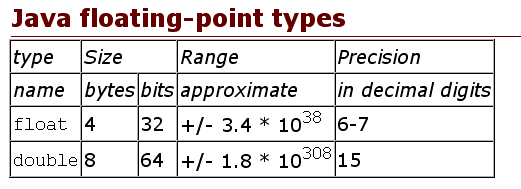 Java floating-point types
type Size Range Precision
name bytes bits approximate in decimal digits
float 4 32 +/- 3.4 * 10^38 6-7
double 8 64 +/- 1.8 * 10^308 15